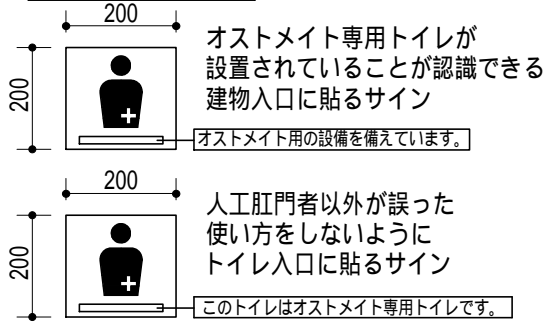 200
200
オストメイト専用トイレが
設置されていることが認識できる
建物入口に貼るサイン
オストメイト用の設備を備えています。
200
200
人工肛門者以外が誤った
使い方をしないように
トイレ入口に貼るサイン
このトイレはオストメイト専用トイレです。